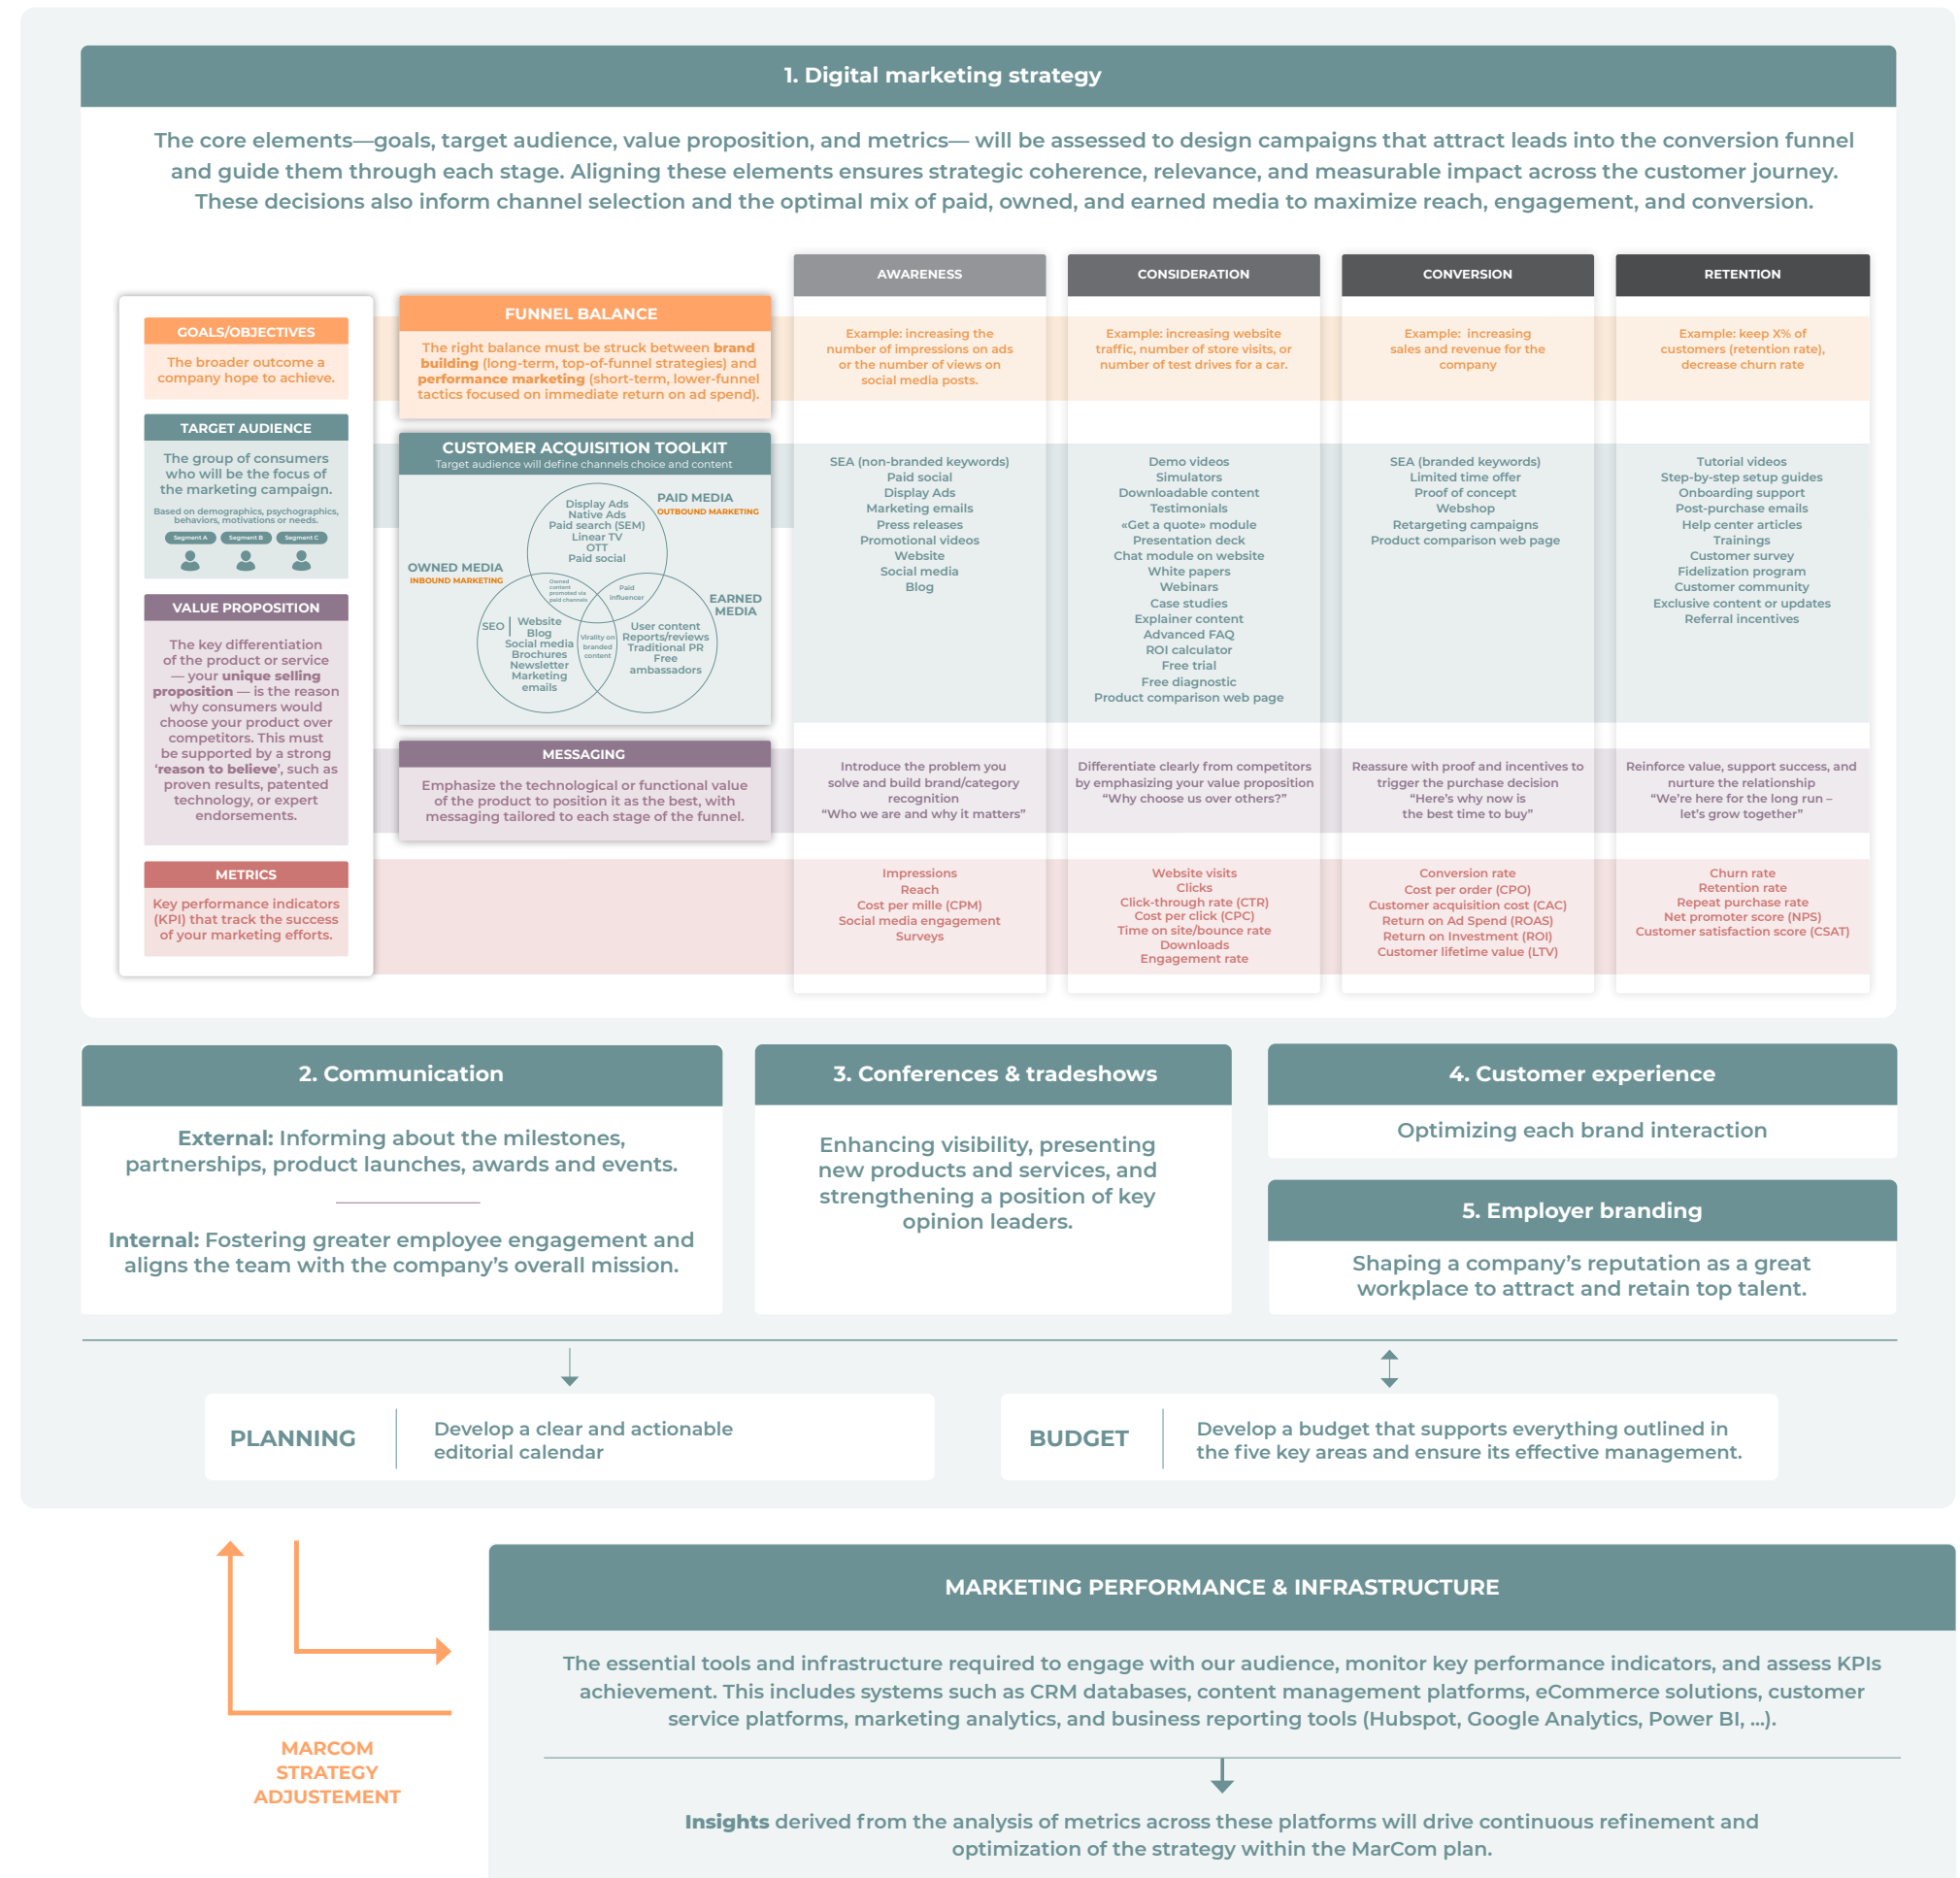 1. Digital marketing strategy
The core elements—goals, target audience, value proposition, and metrics— will be assessed to design campaigns that attract leads into the conversion funnel
and guide them through each stage. Aligning these elements ensures strategic coherence, relevance, and measurable impact across the customer journey.
These decisions also inform channel selection and the optimal mix of paid, owned, and earned media to maximize reach, engagement, and conversion.
GOALS/OBJECTIVES
The broader outcome a
company hope to achieve.
TARGET AUDIENCE
The group of consumers
who will be the focus of
the marketing campaign.
Based on demographics, psychographics,
behaviors, motivations or needs.
Segment A
Segment B
Segment C
VALUE PROPOSITION
The key differentiation
of the product or service
— your unique selling
proposition — is the reason
why consumers would
choose your product over
competitors. This must
be supported by a strong
‘reason to believe’, such as
proven results, patented
technology, or expert
endorsements.
METRICS
Key performance indicators
(KPI) that track the success
of your marketing efforts.
FUNNEL BALANCE
The right balance must be struck between brand
building (long-term, top-of-funnel strategies) and
performance marketing (short-term, lower-funnel
tactics focused on immediate return on ad spend).
CUSTOMER ACQUISITION TOOLKIT
Target audience will define channels choice and content
PAID MEDIA
OUTBOUND MARKETING
Display Ads
Native Ads
Paid search (SEM)
Linear TV
OTT
Paid social
OWNED MEDIA
INBOUND MARKETING
Owned
content
promoted via
paid channels
Paid
influencer
EARNED
MEDIA
SEO
Website
Blog
Social media
Brochures
Newsletter
Marketing
emails
Virality on
branded
content
User content
Reports/reviews
Traditional PR
Free
ambassadors
MESSAGING
Emphasize the technological or functional value
of the product to position it as the best, with
messaging tailored to each stage of the funnel.
AWARENESS
Example: increasing the
number of impressions on ads
or the number of views on
social media posts.
SEA (non-branded keywords)
Paid social
Display Ads
Marketing emails
Press releases
Promotional videos
Website
Social media
Blog
Introduce the problem you
solve and build brand/category
recognition
“Who we are and why it matters”
Impressions
Reach
Cost per mille (CPM)
Social media engagement
Surveys
CONSIDERATION
Example: increasing website
traffic, number of store visits, or
number of test drives for a car.
Demo videos
Simulators
Downloadable content
Testimonials
«Get a quote» module
Presentation deck
Chat module on website
White papers
Webinars
Case studies
Explainer content
Advanced FAQ
ROI calculator
Free trial
Free diagnostic
Product comparison web page
Differentiate clearly from competitors
by emphasizing your value proposition
“Why choose us over others?”
Website visits
Clicks
Click-through rate (CTR)
Cost per click (CPC)
Time on site/bounce rate
Downloads
Engagement rate
CONVERSION
Example: increasing
sales and revenue for the
company
SEA (branded keywords)
Limited time offer
Proof of concept
Webshop
Retargeting campaigns
Product comparison web page
Reassure with proof and incentives to
trigger the purchase decision
“Here’s why now is
the best time to buy”
Conversion rate
Cost per order (CPO)
Customer acquisition cost (CAC)
Return on Ad Spend (ROAS)
Return on Investment (ROI)
Customer lifetime value (LTV)
RETENTION
Example: keep X% of
customers (retention rate),
decrease churn rate
Tutorial videos
Step-by-step setup guides
Onboarding support
Post-purchase emails
Help center articles
Trainings
Customer survey
Fidelization program
Customer community
Exclusive content or updates
Referral incentives
Reinforce value, support success, and
nurture the relationship
“We’re here for the long run –
let’s grow together”
Churn rate
Retention rate
Repeat purchase rate
Net promoter score (NPS)
Customer satisfaction score (CSAT)
2. Communication
External: Informing about the milestones,
partnerships, product launches, awards and events.
Internal: Fostering greater employee engagement and
aligns the team with the company’s overall mission.
3. Conferences & tradeshows
Enhancing visibility, presenting
new products and services, and
strengthening a position of key
opinion leaders.
4. Customer experience
Optimizing each brand interaction
5. Employer branding
Shaping a company’s reputation as a great
workplace to attract and retain top talent.
PLANNING
Develop a clear and actionable
editorial calendar
BUDGET
Develop a budget that supports everything outlined in
the five key areas and ensure its effective management.
MARCOM
STRATEGY
ADJUSTEMENT
MARKETING PERFORMANCE & INFRASTRUCTURE
The essential tools and infrastructure required to engage with our audience, monitor key performance indicators, and assess KPIs
achievement. This includes systems such as CRM databases, content management platforms, eCommerce solutions, customer
service platforms, marketing analytics, and business reporting tools (Hubspot, Google Analytics, Power BI, ...).
Insights derived from the analysis of metrics across these platforms will drive continuous refinement and
optimization of the strategy within the MarCom plan.